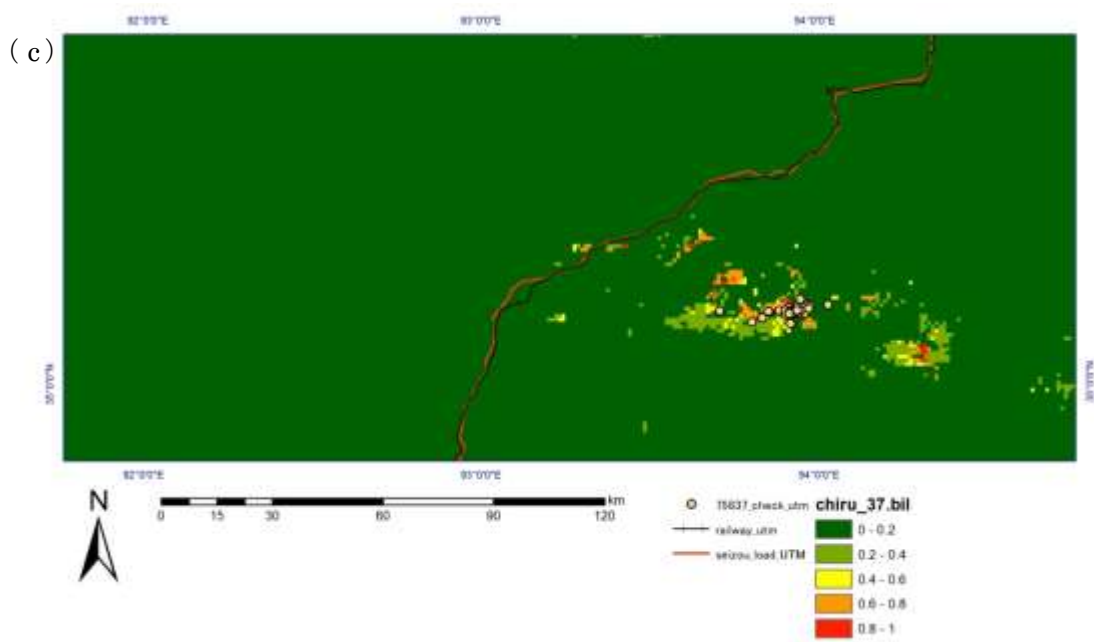 92°0'0"E 93°0'0"E 94°0'0"E
( c )
35°0'0"N
35°0'0"N
92°0'0"E 93°0'0"E 94°0'0"E
N
km
0 15 30 60 90 120
75637_check_utm
railway_utm
seizou_load_UTM
chiru_37.bil
0 - 0.2
0.2 - 0.4
0.4 - 0.6
0.6 - 0.8
0.8 - 1